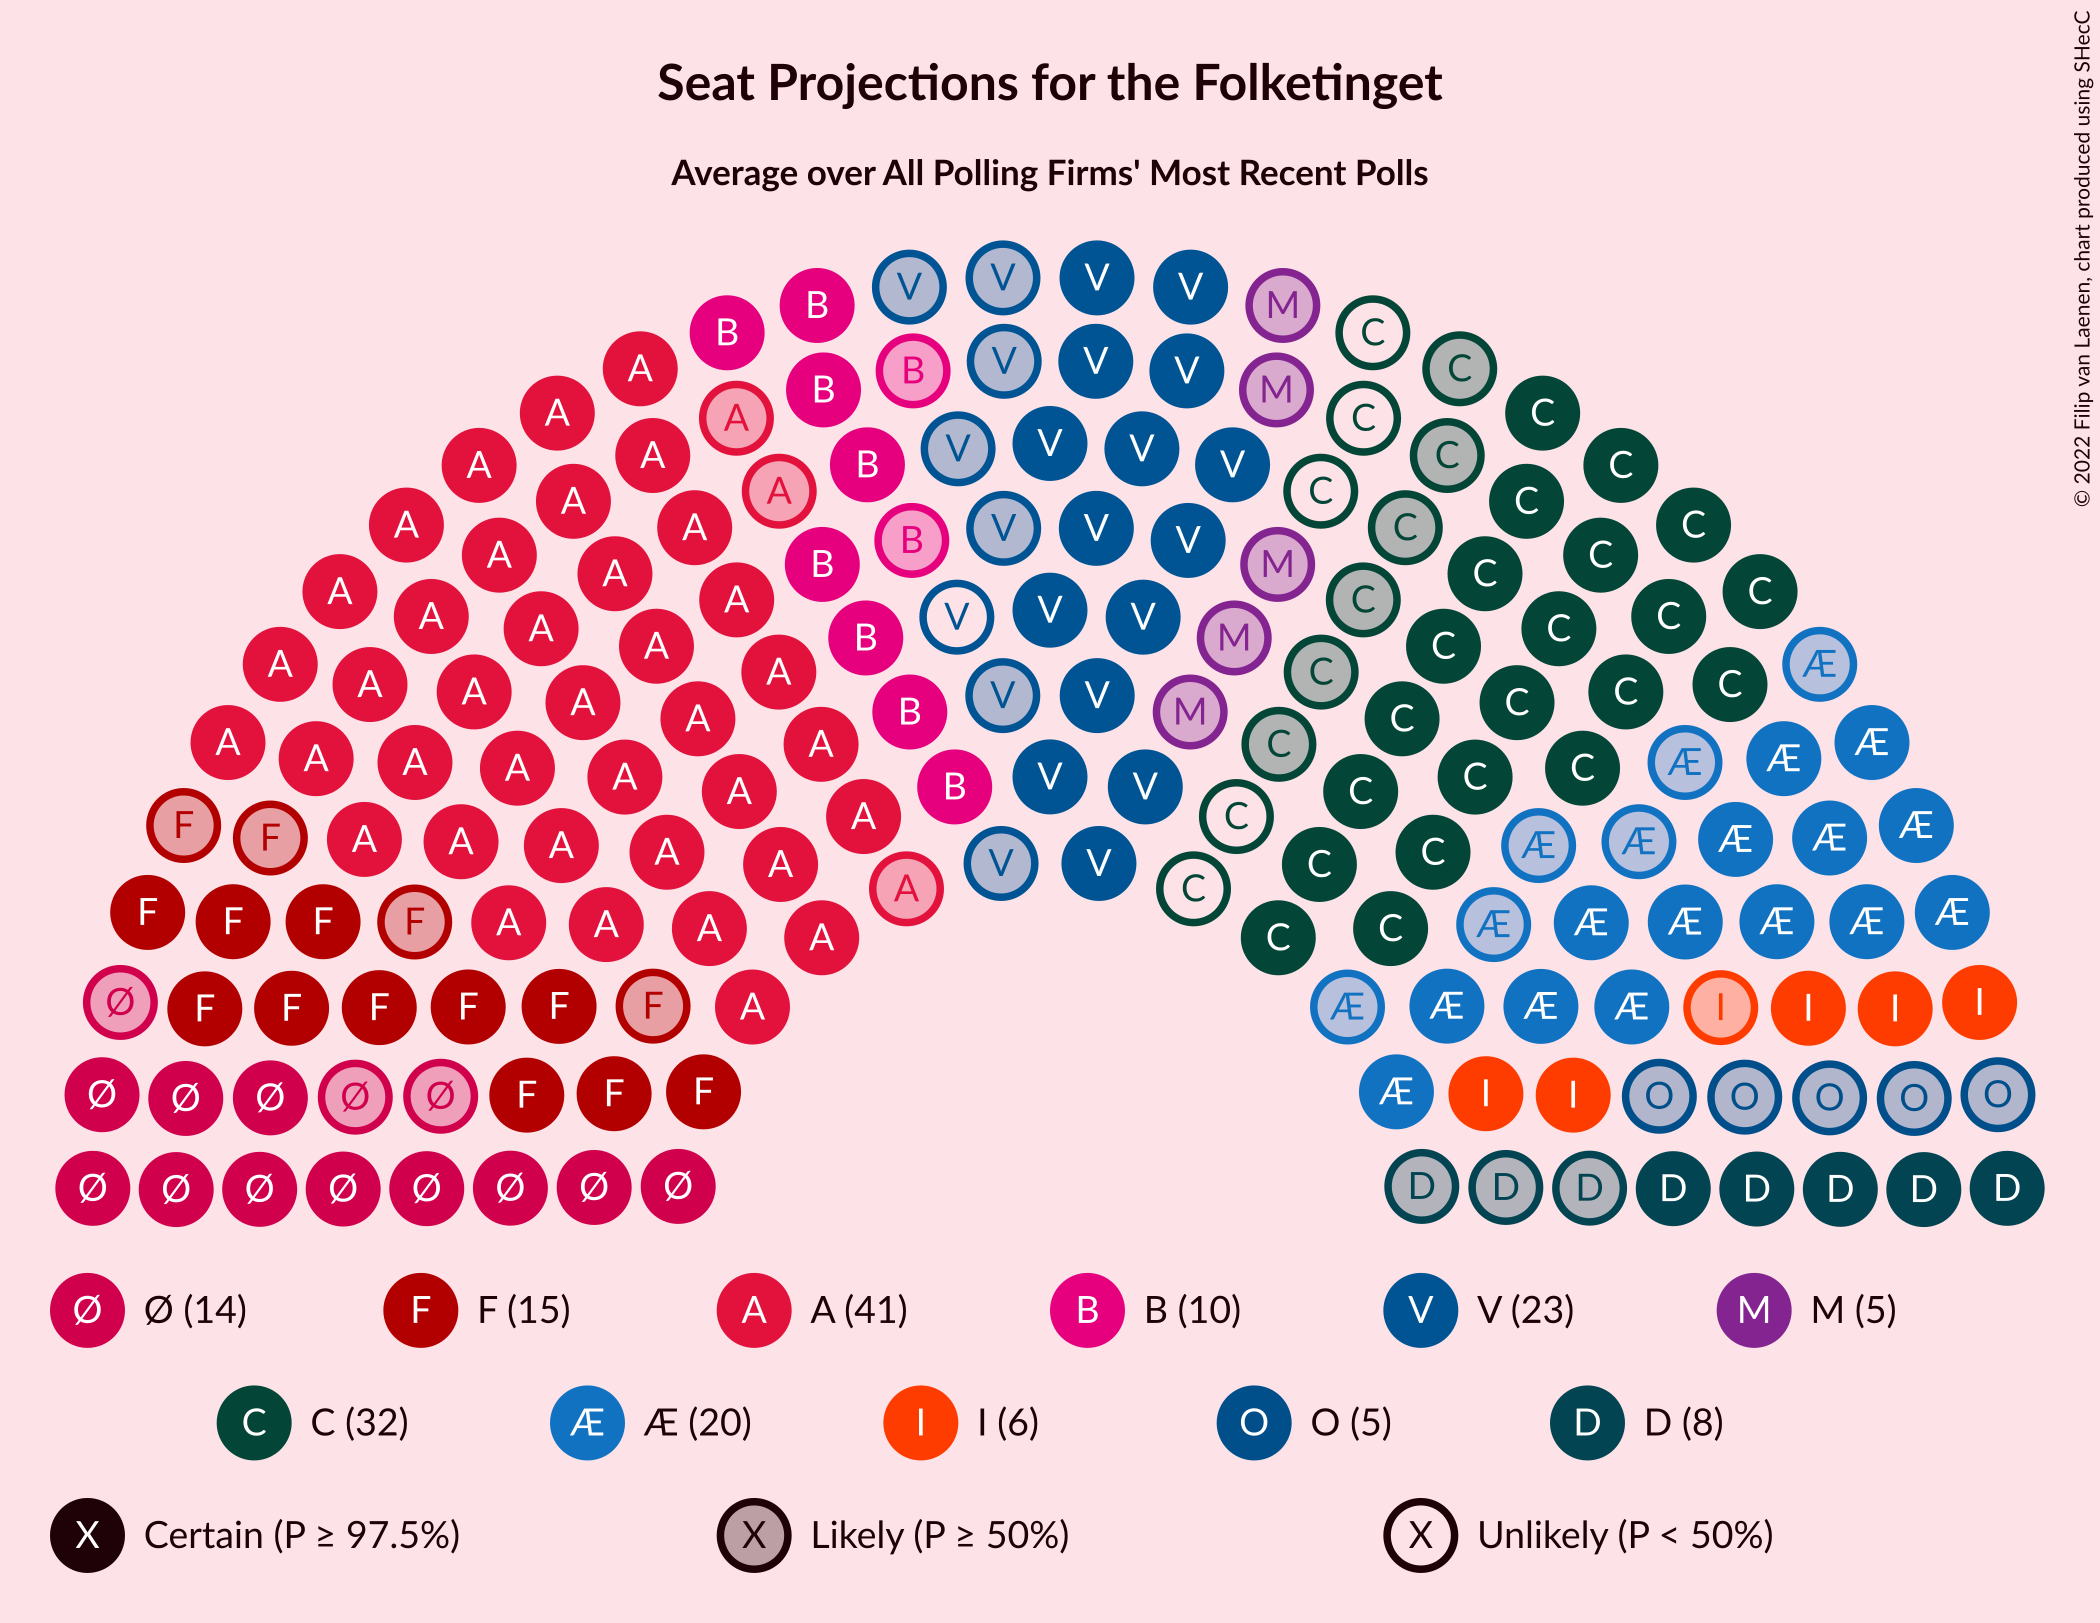 © 2022 Filip van Laenen, chart produced using SHecC
Seat Projections for the Folketinget
Average over All Polling Firms' Most Recent Polls
B V V V V M
A B B B V V V M C C
A A A A B V V V V C C C C
A A A A A B B V V V M C C C C C
A A A A A B V V V M C C C C C
A A A A A A A B V V M C C C C C C Æ
A A A A A A A B V V C C C C Æ Æ Æ
F F A A A A A A A V V C C C C Æ Æ Æ Æ Æ
F F F F A A A A C C Æ Æ Æ Æ Æ Æ
Ø F F F F F F A Æ Æ Æ Æ I I I I
Ø Ø Ø Ø Ø F F F Æ I I O O O O O
Ø Ø Ø Ø Ø Ø Ø Ø D D D D D D D D
Ø Ø (14) F F (15) A A (41) B B (10) V V (23) M M (5)
C C (32) Æ Æ (20) I I (6) O O (5) D D (8)
X Certain (P ≥ 97.5%) X Likely (P ≥ 50%) X Unlikely (P < 50%)